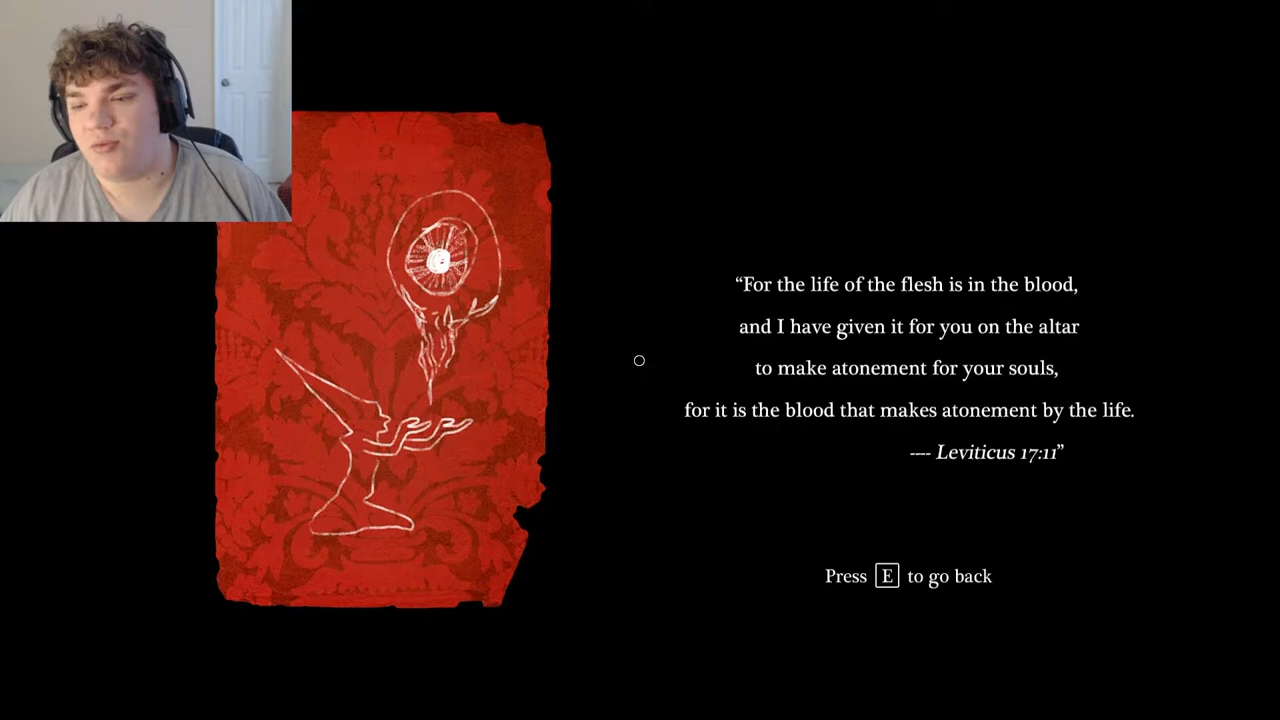 “For the life of the flesh is in the blood,
and I have given it for you on the altar
to make atonement for your souls,
for it is the blood that makes atonement by the life.
---- Leviticus 17:11”
Press E to go back